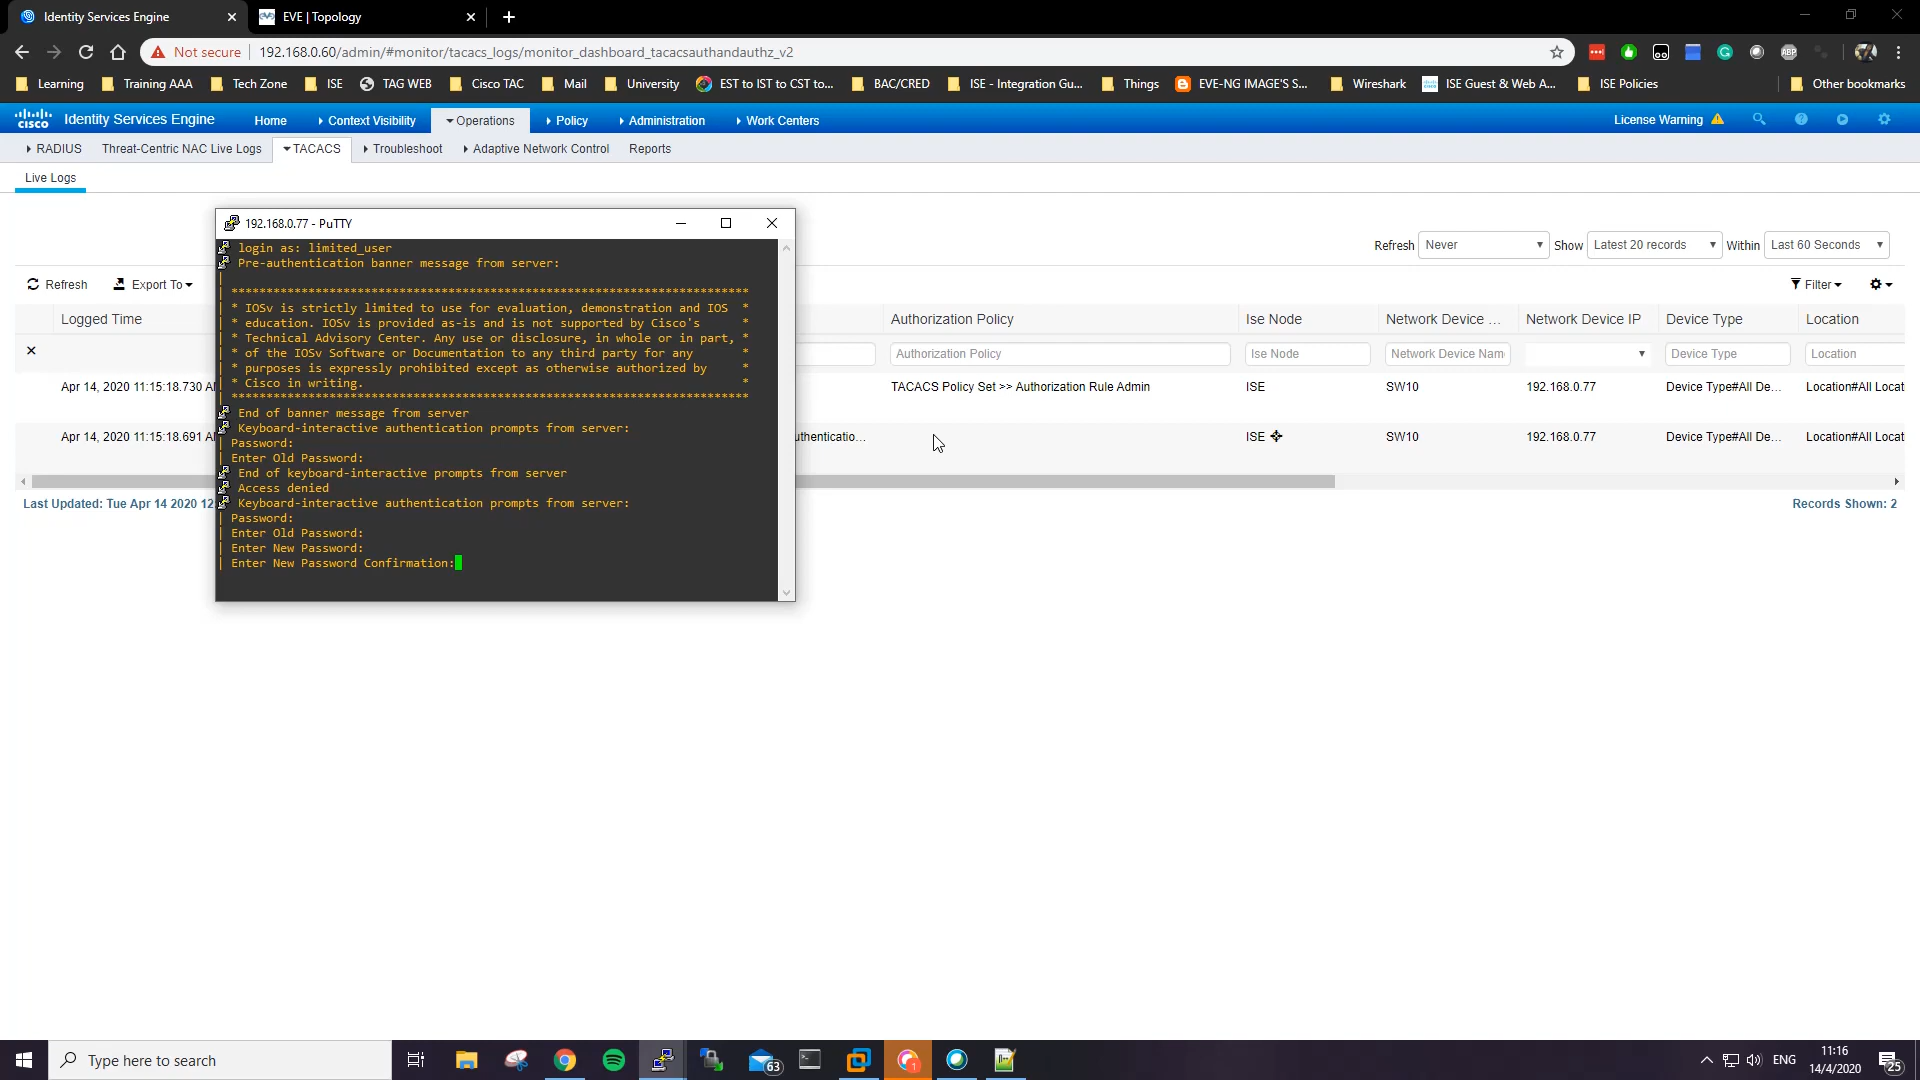 Identity Services Engine
EVE | Topology
Not secure
192.168.0.60/admin/#monitor/tacacs_logs/monitor_dashboard_tacacsauthandauthz_v2
ABP
Learning
Training AAA
Tech Zone
ISE
TAG WEB
Cisco TAC
Mail
University
EST to IST to CST to...
BAC/CRED
ISE - Integration Gu...
Things
EVE-NG IMAGE'S S...
Wireshark
ISE Guest & Web A...
ISE Policies
Other bookmarks
cisco
Identity Services Engine
Home
Context Visibility
Operations
Policy
Administration
Work Centers
License Warning
RADIUS
Threat-Centric NAC Live Logs
TACACS
Troubleshoot
Adaptive Network Control
Reports
Live Logs
192.168.0.77 - PuTTY
login as: limited_user
Pre-authentication banner message from server:
|
| **************************************************************************
| * IOSv is strictly limited to use for evaluation, demonstration and IOS  *
| * education. IOSv is provided as-is and is not supported by Cisco's      *
| * Technical Advisory Center. Any use or disclosure, in whole or in part, *
| * of the IOSv Software or Documentation to any third party for any       *
| * purposes is expressly prohibited except as otherwise authorized by     *
| * Cisco in writing.                                                      *
| **************************************************************************
End of banner message from server
Keyboard-interactive authentication prompts from server:
| Password:
| Enter Old Password:
End of keyboard-interactive prompts from server
Access denied
Keyboard-interactive authentication prompts from server:
| Password:
| Enter Old Password:
| Enter New Password:
| Enter New Password Confirmation:
Refresh
Never
Show
Latest 20 records
Within
Last 60 Seconds
Refresh
Export To
Filter
Logged Time
Authorization Policy
Ise Node
Network Device ...
Network Device IP
Device Type
Location
Authorization Policy
Ise Node
Network Device Nam
Device Type
Location
Apr 14, 2020 11:15:18.730 A
TACACS Policy Set >> Authorization Rule Admin
ISE
SW10
192.168.0.77
Device Type#All De...
Location#All Locat
Apr 14, 2020 11:15:18.691 A
uthenticatio...
ISE
SW10
192.168.0.77
Device Type#All De...
Location#All Locat
Last Updated: Tue Apr 14 2020 12
Records Shown: 2
Type here to search
63
1
ENG
11:16
14/4/2020
25